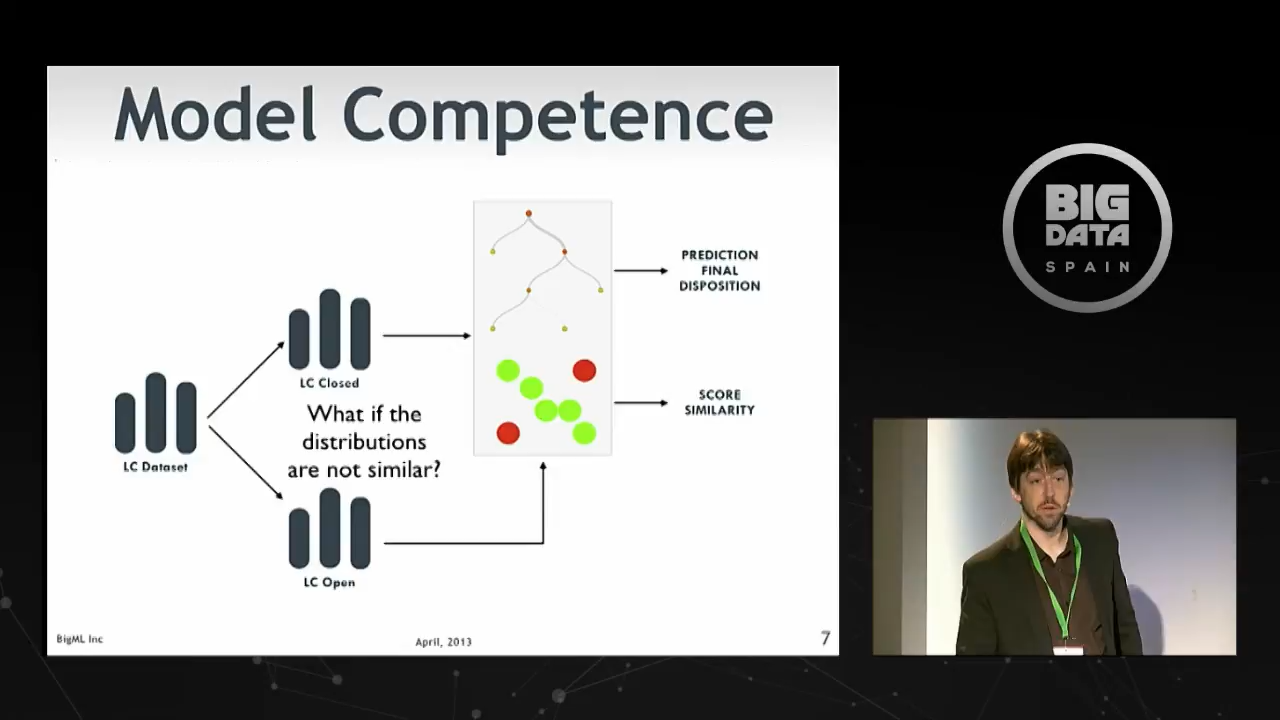 Model Competence
PREDICTION
FINAL
DISPOSITION
LC Closed
What if the
distributions
are not similar?
SCORE
SIMILARITY
LC Dataset
LC Open
BigML Inc
April, 2013
7
BIG
DATA
SPAIN